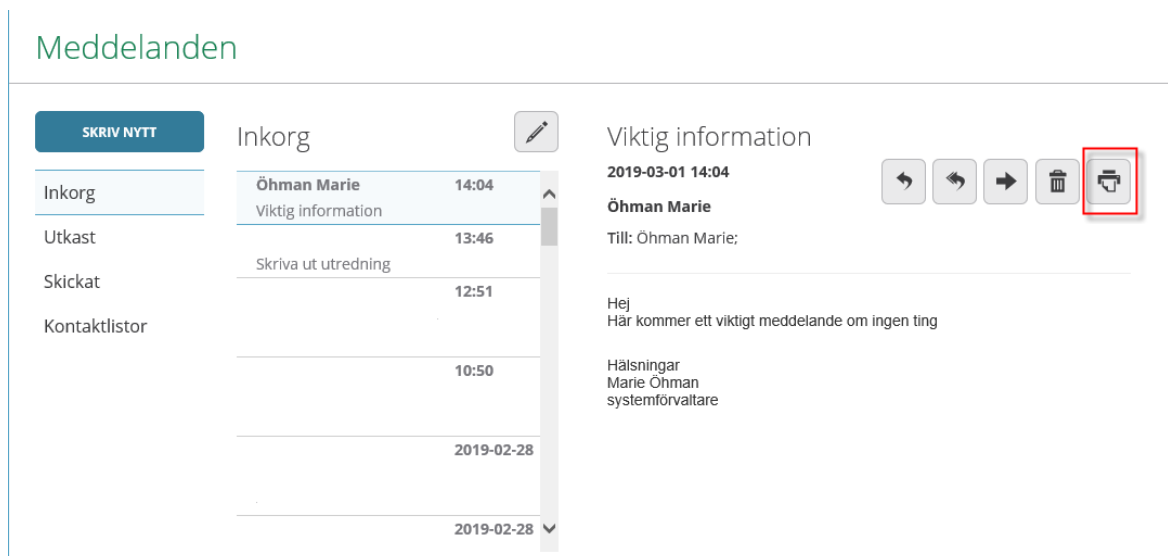 Meddelanden
SKRIV NYTT
Inkorg
Utkast
Skickat
Kontaktlistor
Inkorg
Öhman Marie 14:04
Viktig information
13:46
Skriva ut utredning
12:51
10:50
2019-02-28
2019-02-28
Viktig information
2019-03-01 14:04
Öhman Marie
Till: Öhman Marie;
Hej
Här kommer ett viktigt meddelande om ingen ting
Hälsningar
Marie Öhman
systemförvaltare